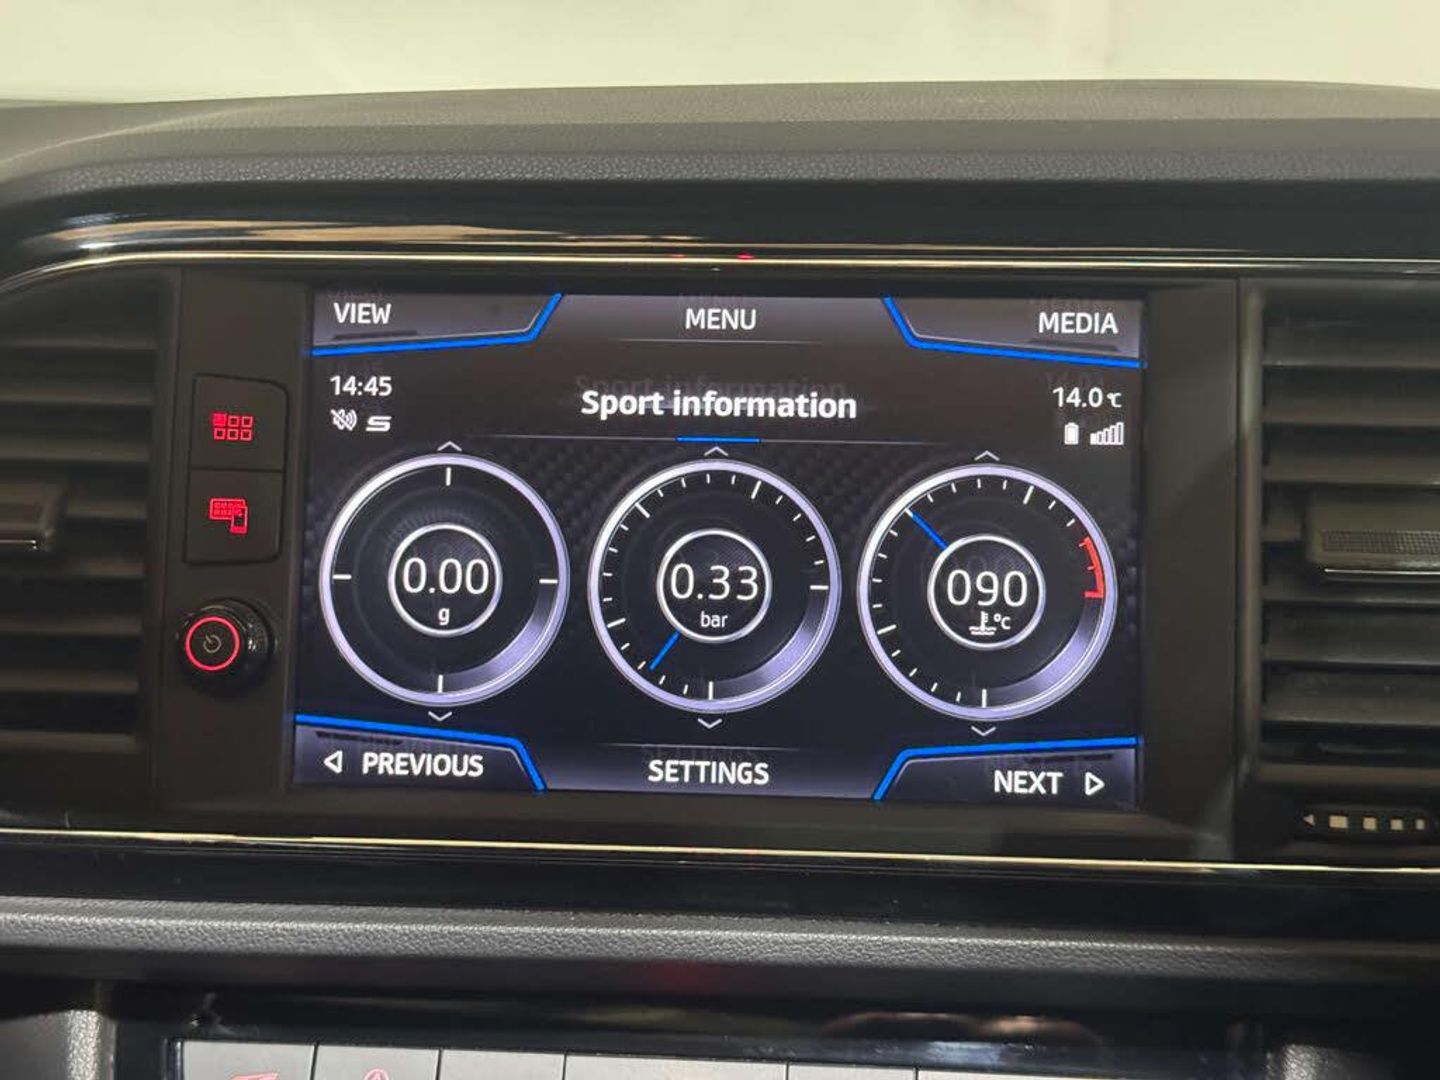 VIEW
MENU
MEDIA
14:45
Sport information
14.0 °C
S
0.00
g
0.33
bar
090
°C
PREVIOUS
SETTINGS
NEXT